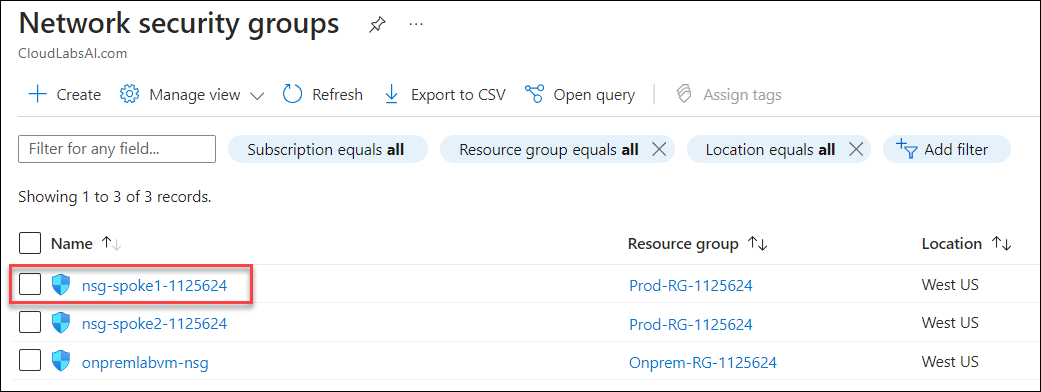 Network security groups ...
CloudLabsAI.com
Create Manage view Refresh Export to CSV Open query Assign tags
Filter for any field... Subscription equals all Resource group equals all Location equals all Add filter
Showing 1 to 3 of 3 records.
Name Resource group Location
nsg-spoke1-1125624 Prod-RG-1125624 West US
nsg-spoke2-1125624 Prod-RG-1125624 West US
onpremlabvm-nsg Onprem-RG-1125624 West US